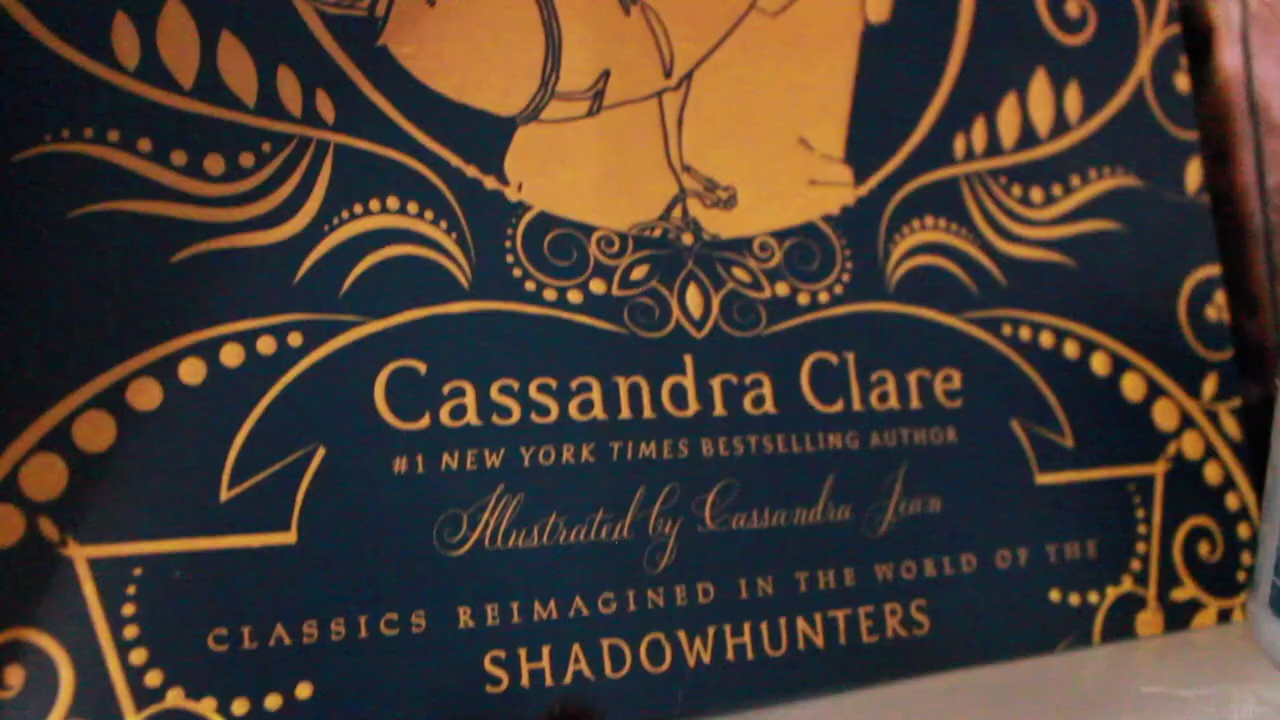 Cassandra Clare
#1 NEW YORK TIMES BESTSELLING AUTHOR
Illustrated by Cassandra Jean
CLASSICS REIMAGINED IN THE WORLD OF THE
SHADOWHUNTERS